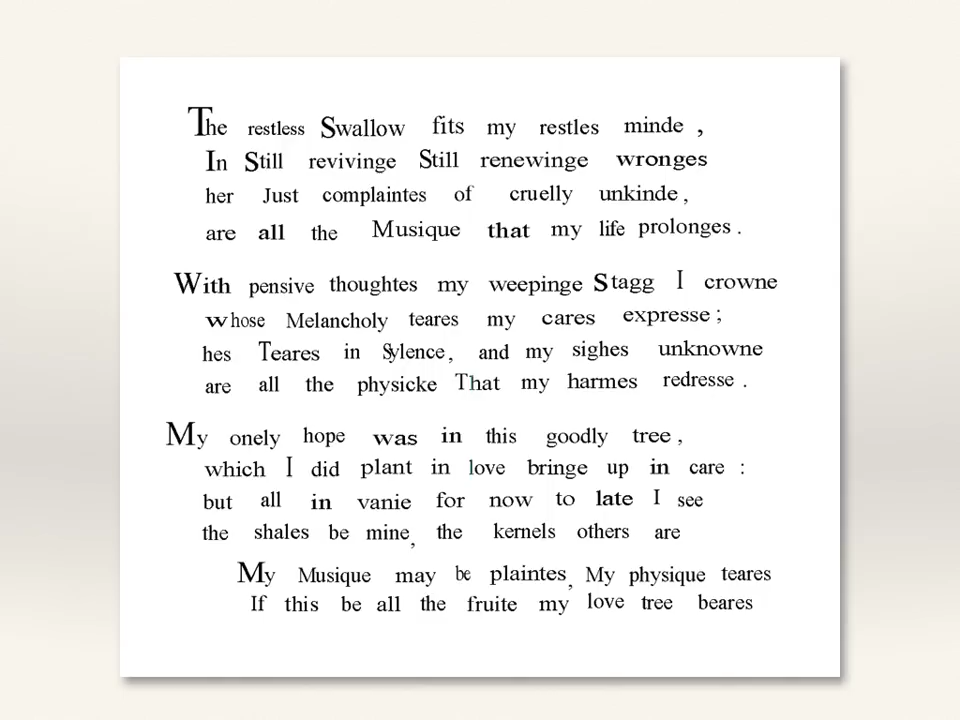 The restless Swallow fits my restles minde ,
In Still revivinge Still renewinge wronges
her Just complaintes of cruelly unkinde ,
are all the Musique that my life prolonges .
With pensive thoughtes my weepinge Stagg I crowne
whose Melancholy teares my cares expresse ;
hes Teares in Sylence , and my sighes unknowne
are all the physicke That my harmes redresse .
My onely hope was in this goodly tree ,
which I did plant in love bringe up in care :
but all in vanie for now to late I see
the shales be mine , the kernels others are
My Musique may be plaintes , My physique teares
If this be all the fruite my love tree beares